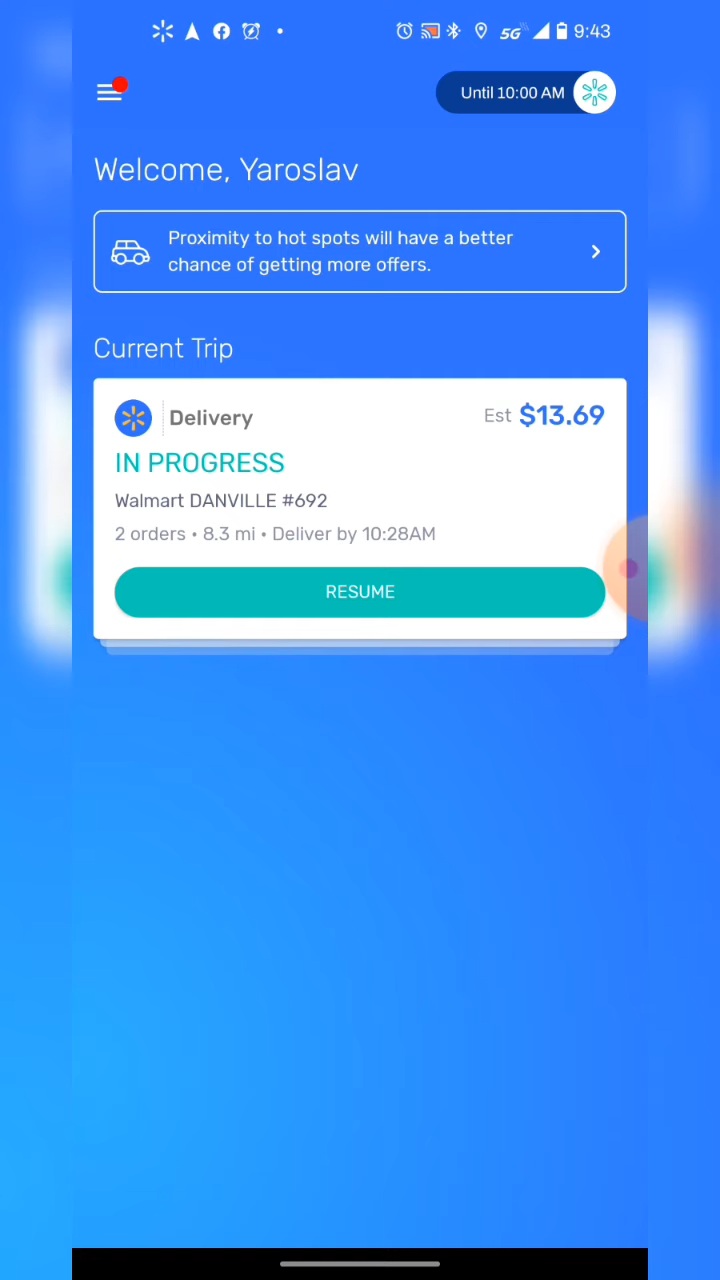 5G 9:43
Until 10:00 AM
Welcome, Yaroslav
Proximity to hot spots will have a better
chance of getting more offers.
Current Trip
Delivery Est $13.69
IN PROGRESS
Walmart DANVILLE #692
2 orders • 8.3 mi • Deliver by 10:28AM
RESUME